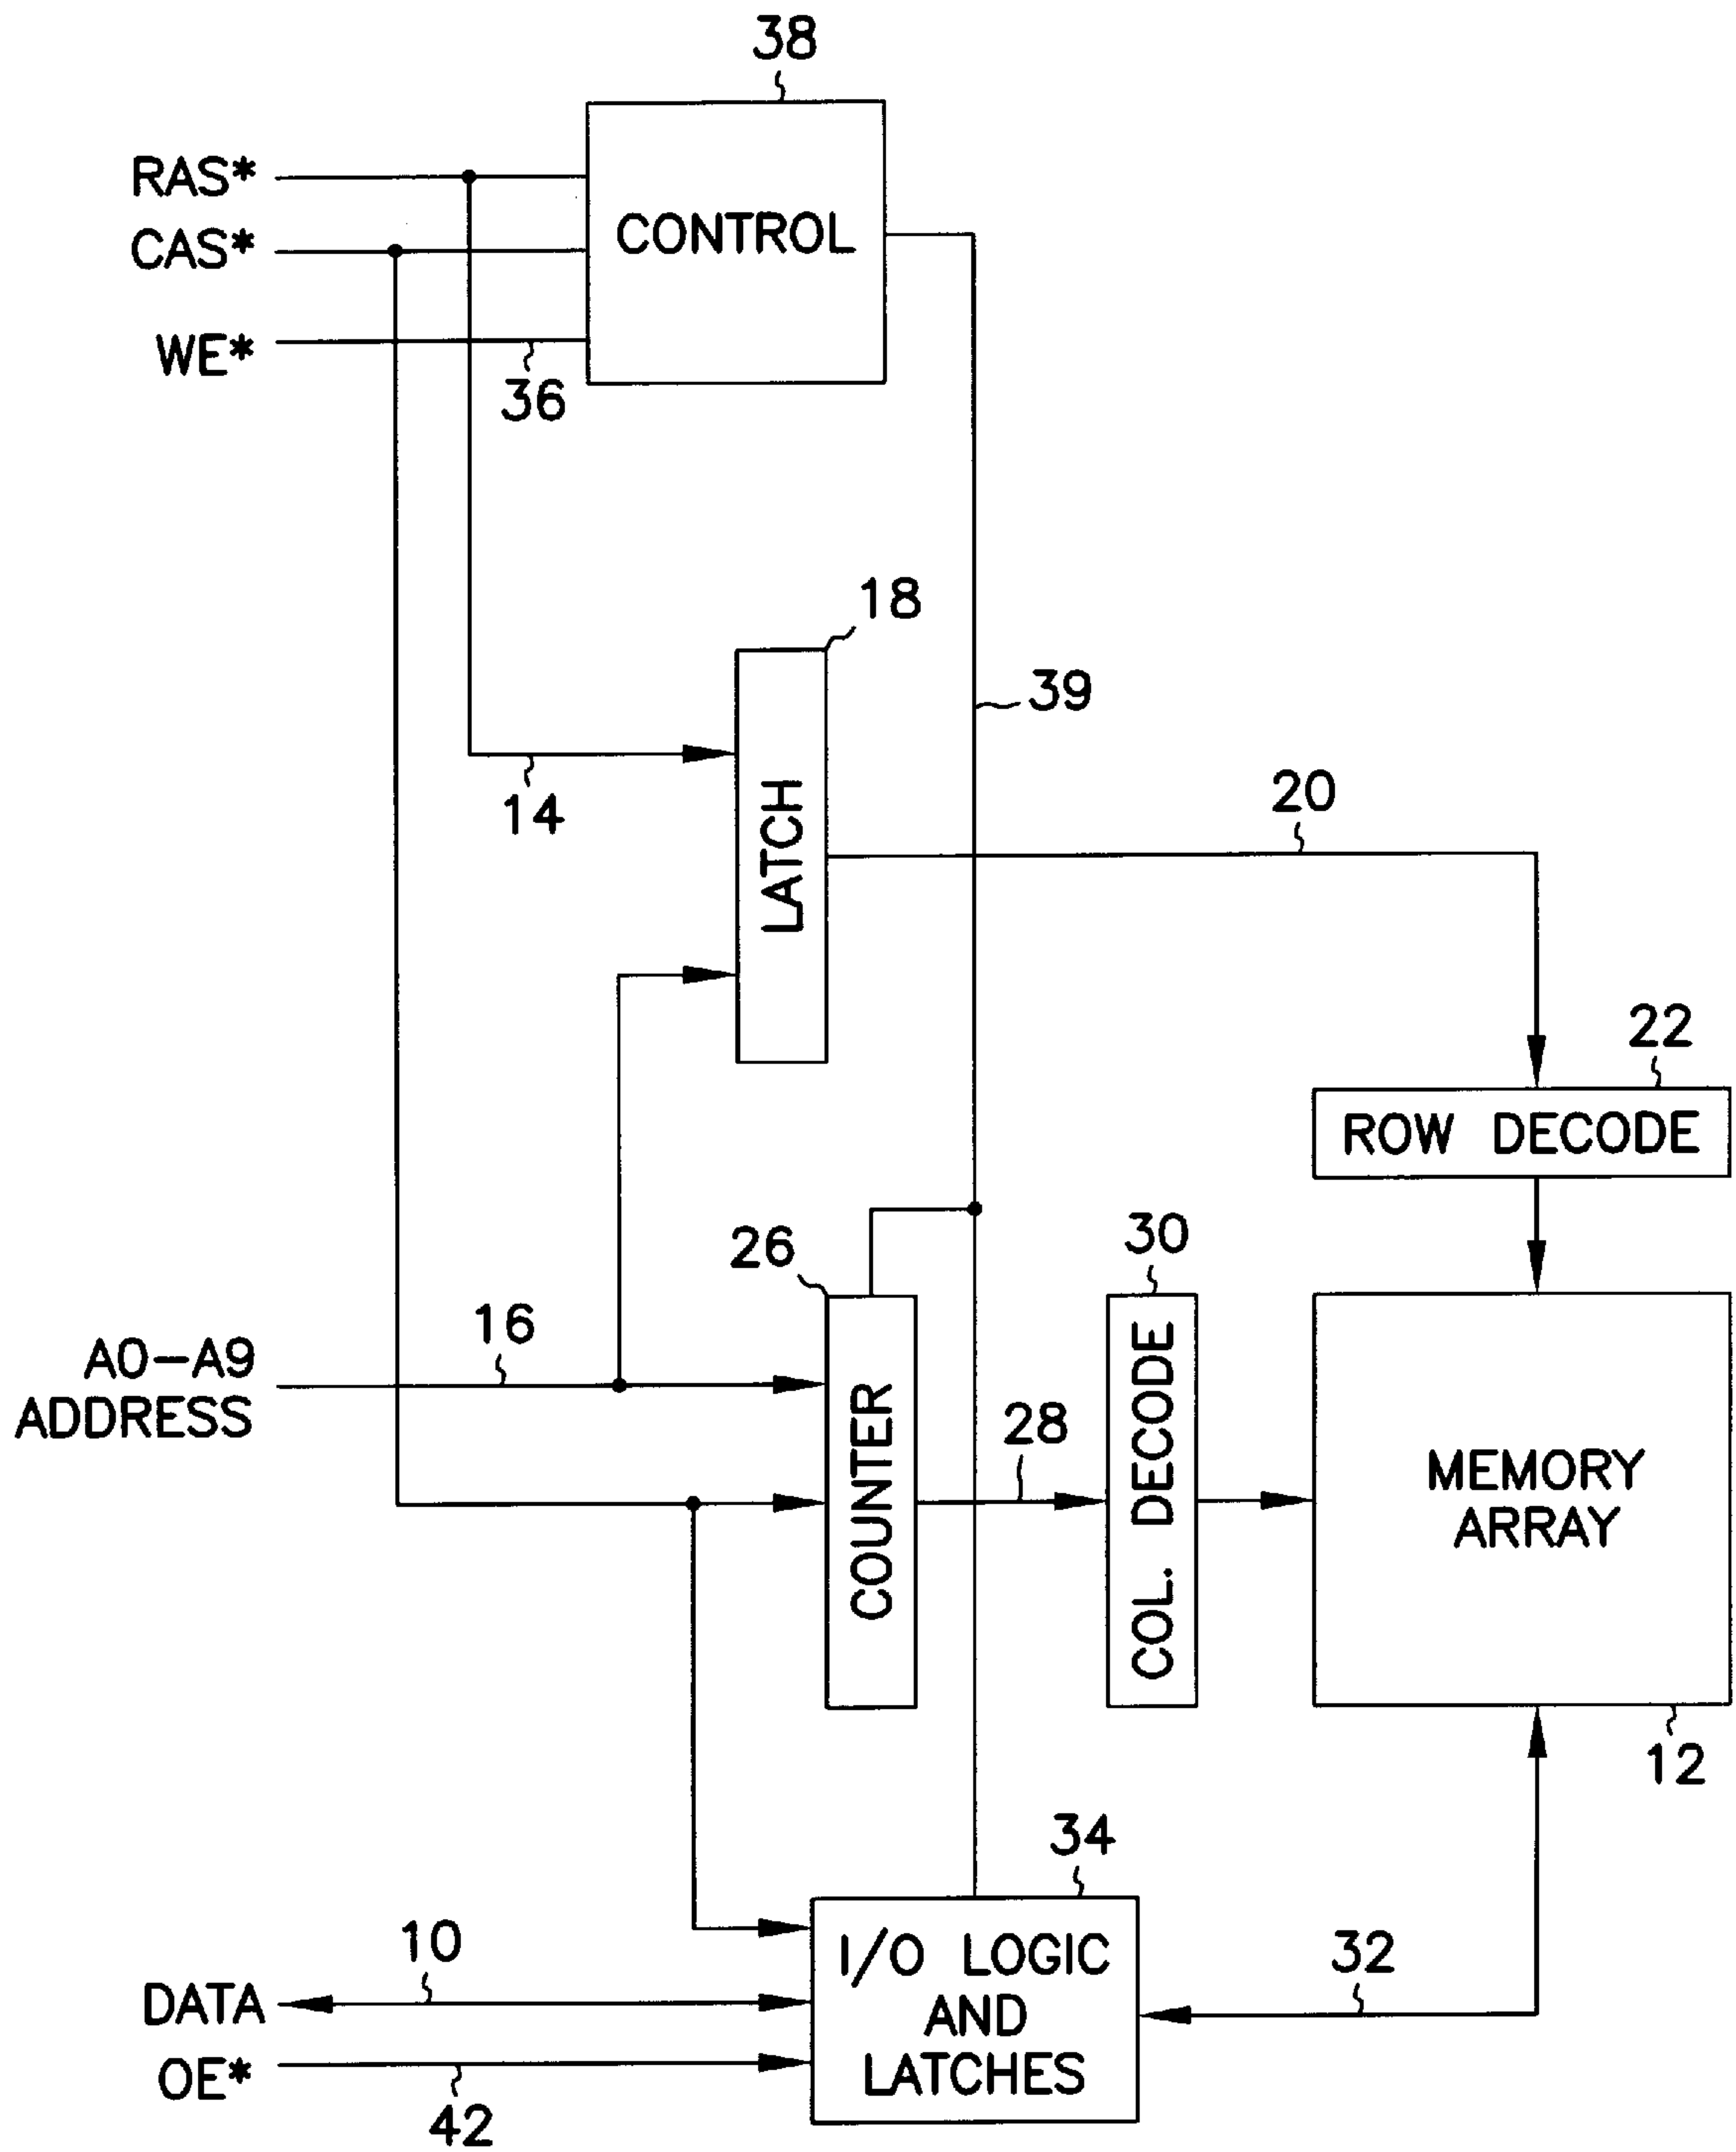 38
RAS*
CONTROL
CAS*
WE*
36
18
39
14
LATCH
20
22
ROW DECODE
26
30
16
A0-A9
ADDRESS
COUNTER
28
COL. DECODE
MEMORY
ARRAY
12
34
10
I/O LOGIC
AND
LATCHES
32
DATA
OE*
42